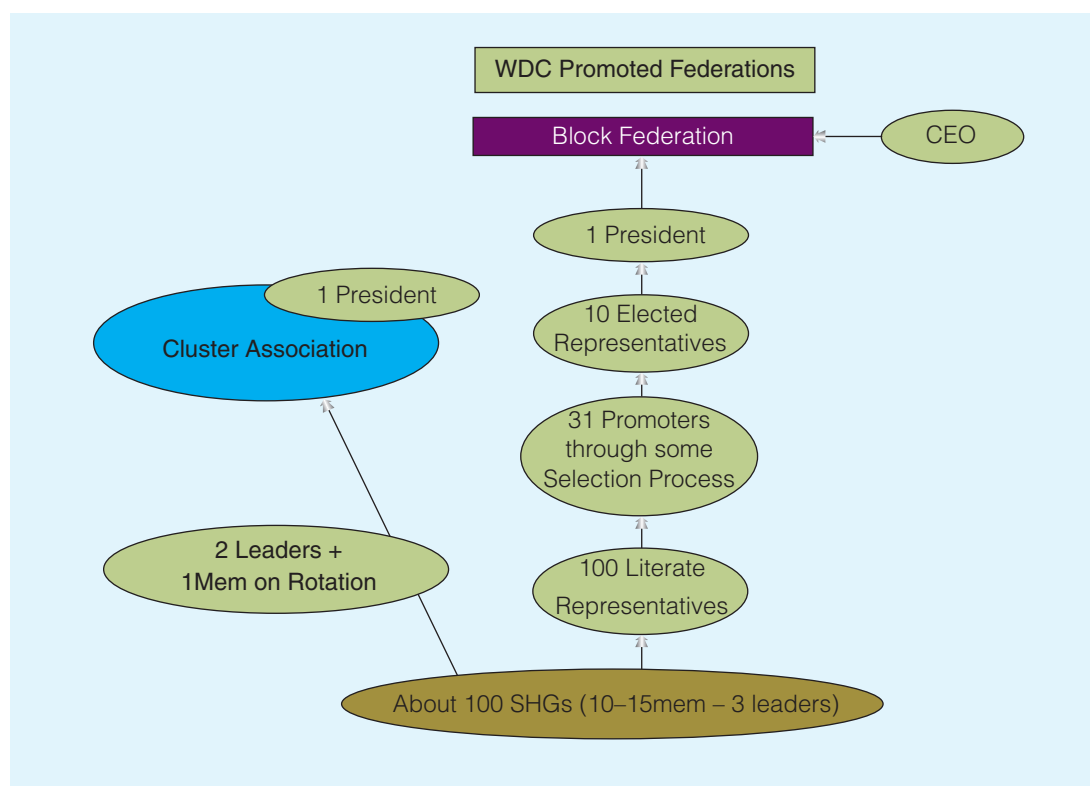 WDC Promoted Federations
Block Federation
CEO
1 President
1 President
Cluster Association
10 Elected
Representatives
31 Promoters
through some
Selection Process
2 Leaders +
1Mem on Rotation
100 Literate
Representatives
About 100 SHGs (10–15mem – 3 leaders)